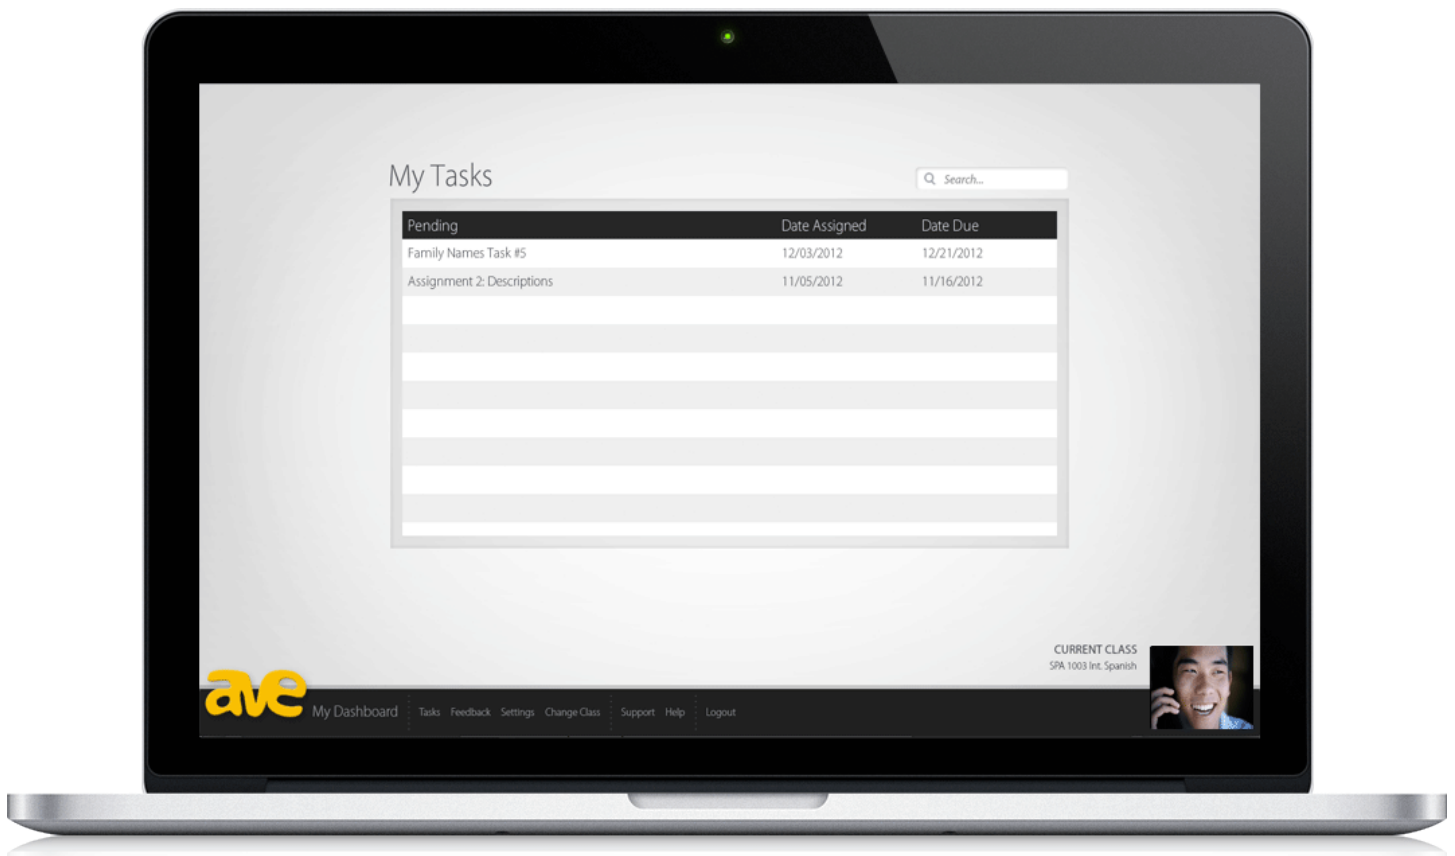 My Tasks
Search...
Pending Date Assigned Date Due
Family Names Task #5 12/03/2012 12/21/2012
Assignment 2: Descriptions 11/05/2012 11/16/2012
CURRENT CLASS
SPA 1003 Int. Spanish
ave My Dashboard Tasks Feedback Settings Change Class Support Help Logout